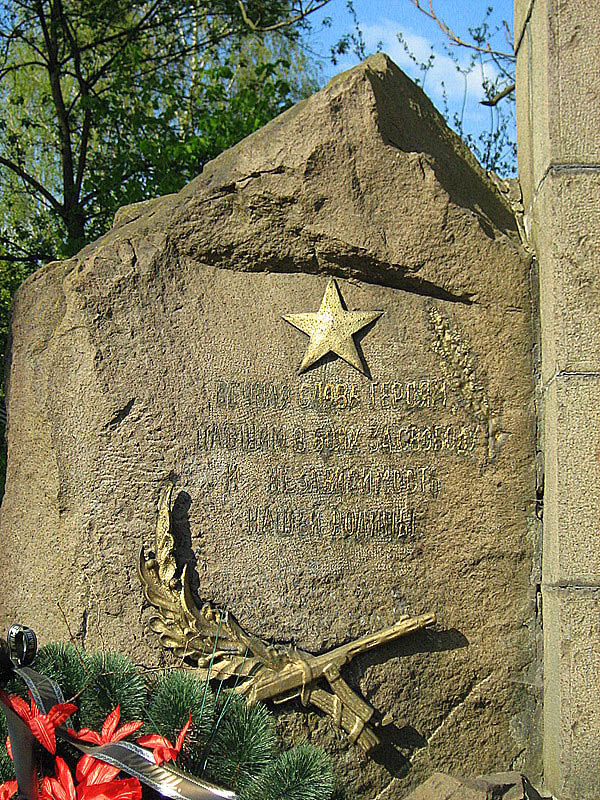 ВЕЧНАЯ СЛАВА ГЕРОЯМ
ПАВШИМ В БОЯХ ЗА СВОБОДУ
И НЕЗАВИСИМОСТЬ
НАШЕЙ РОДИНЫ